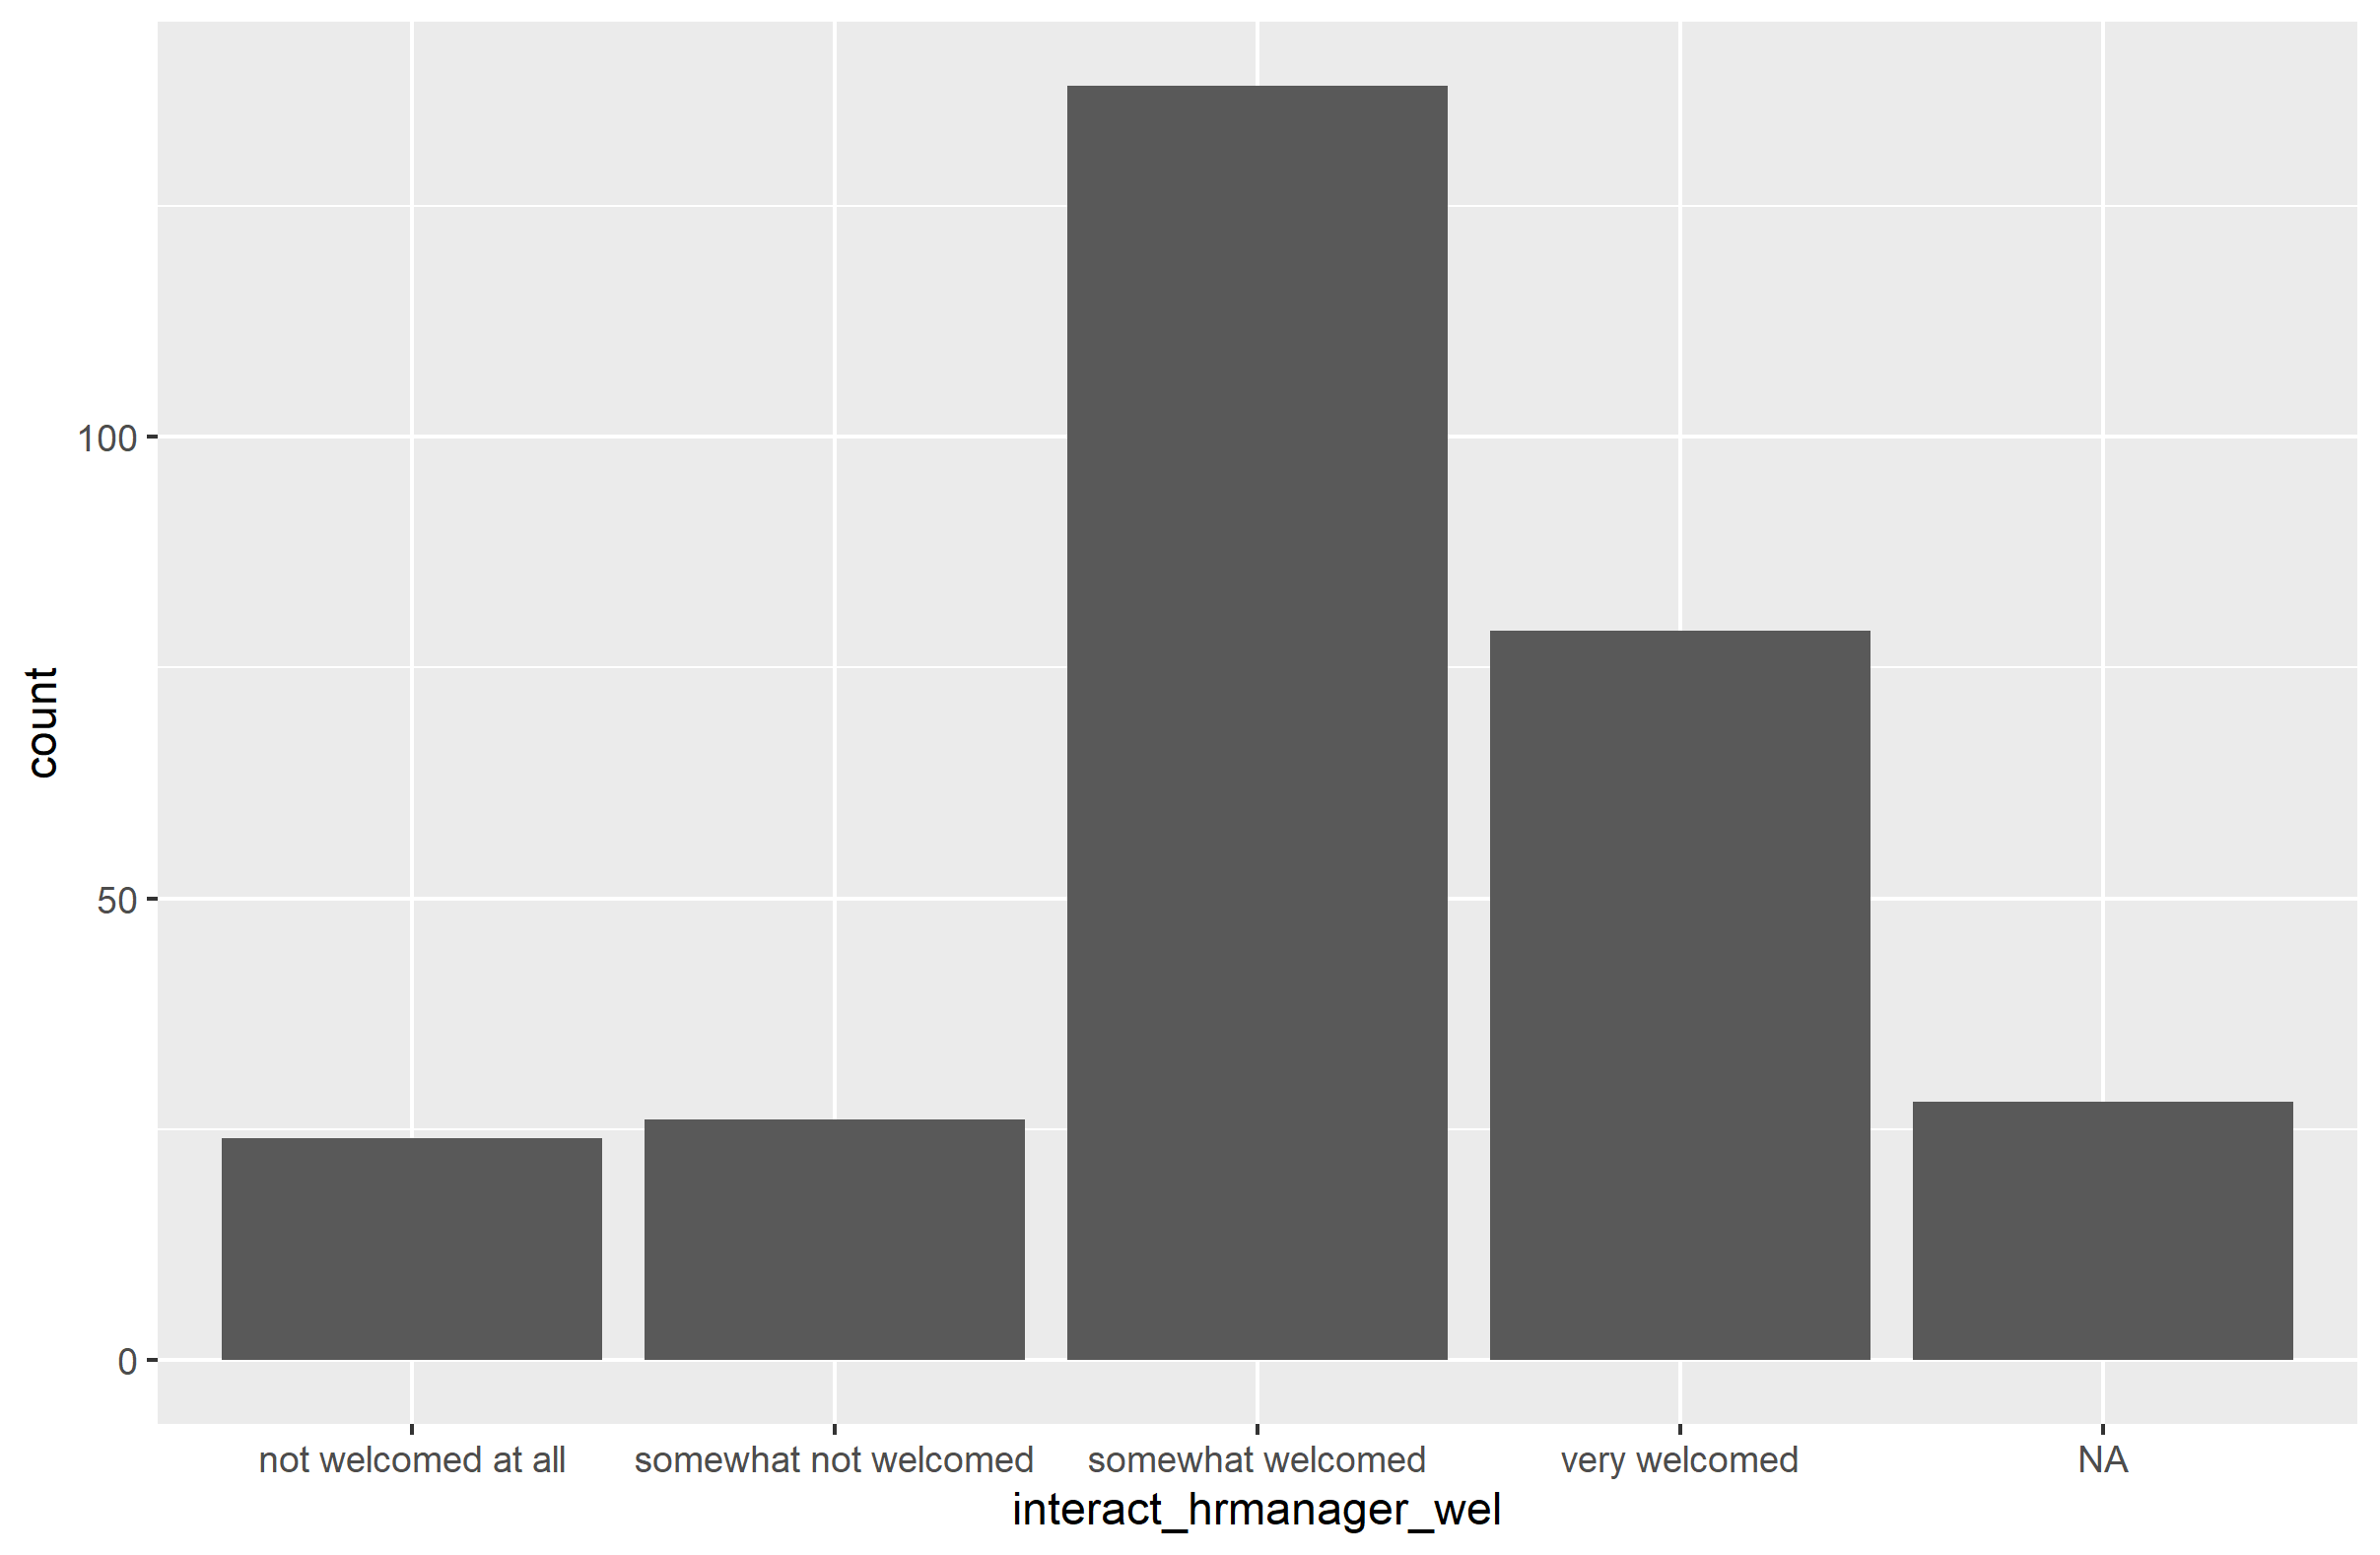 count
100
50
0
not welcomed at all
somewhat not welcomed
somewhat welcomed
very welcomed
NA
interact_hrmanager_wel